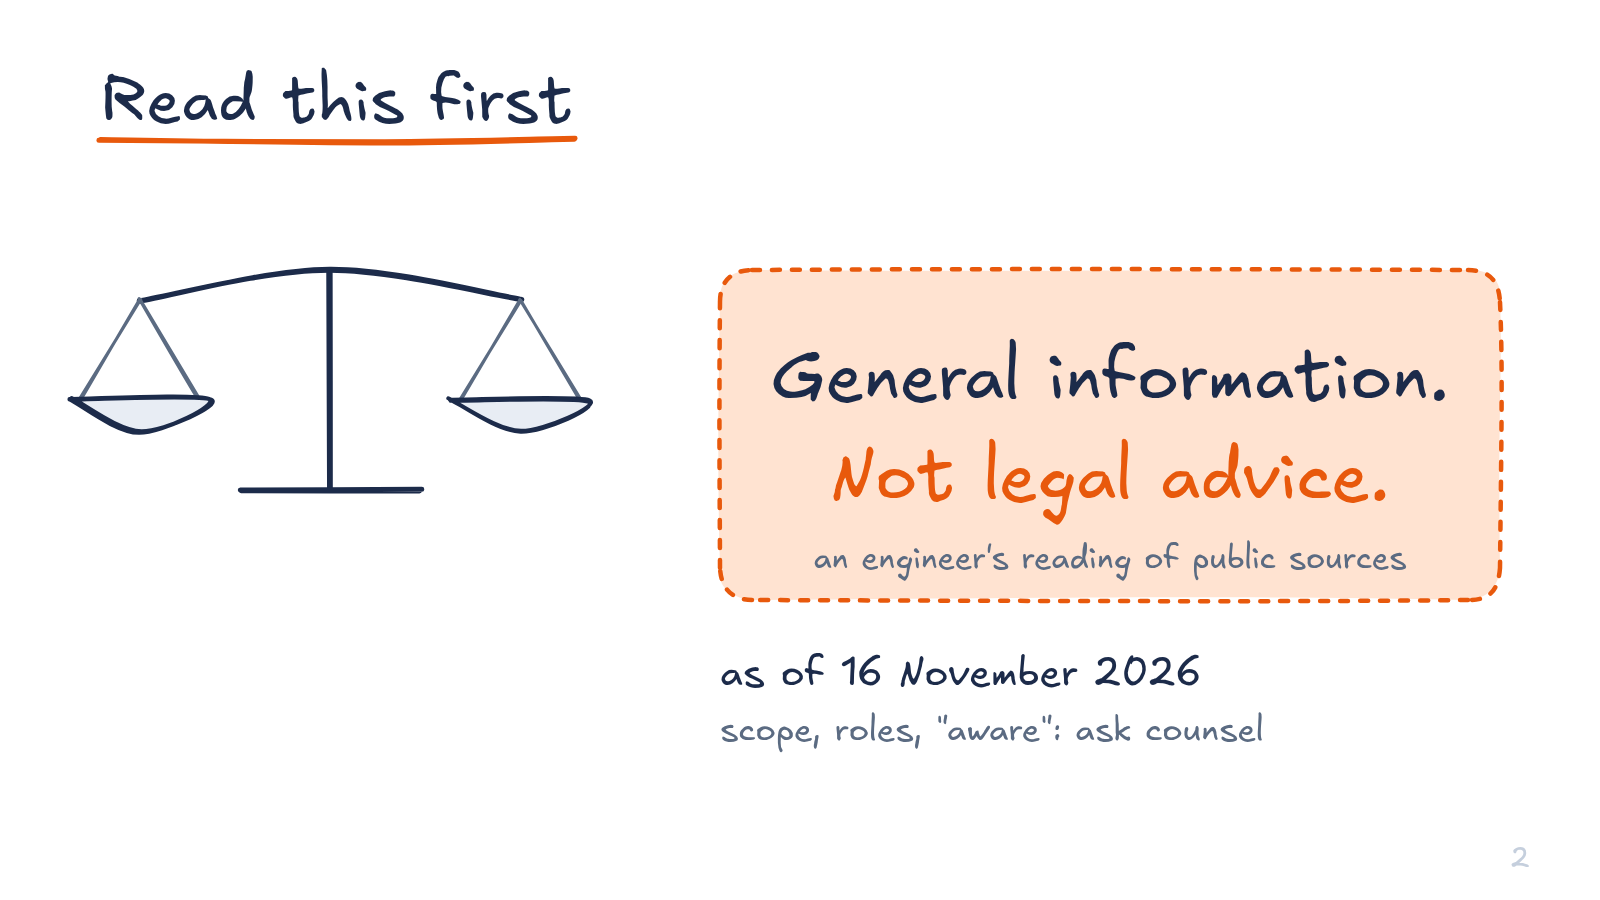 Read this first
General information.
Not legal advice.
an engineer's reading of public sources
as of 16 November 2026
scope, roles, "aware": ask counsel
2